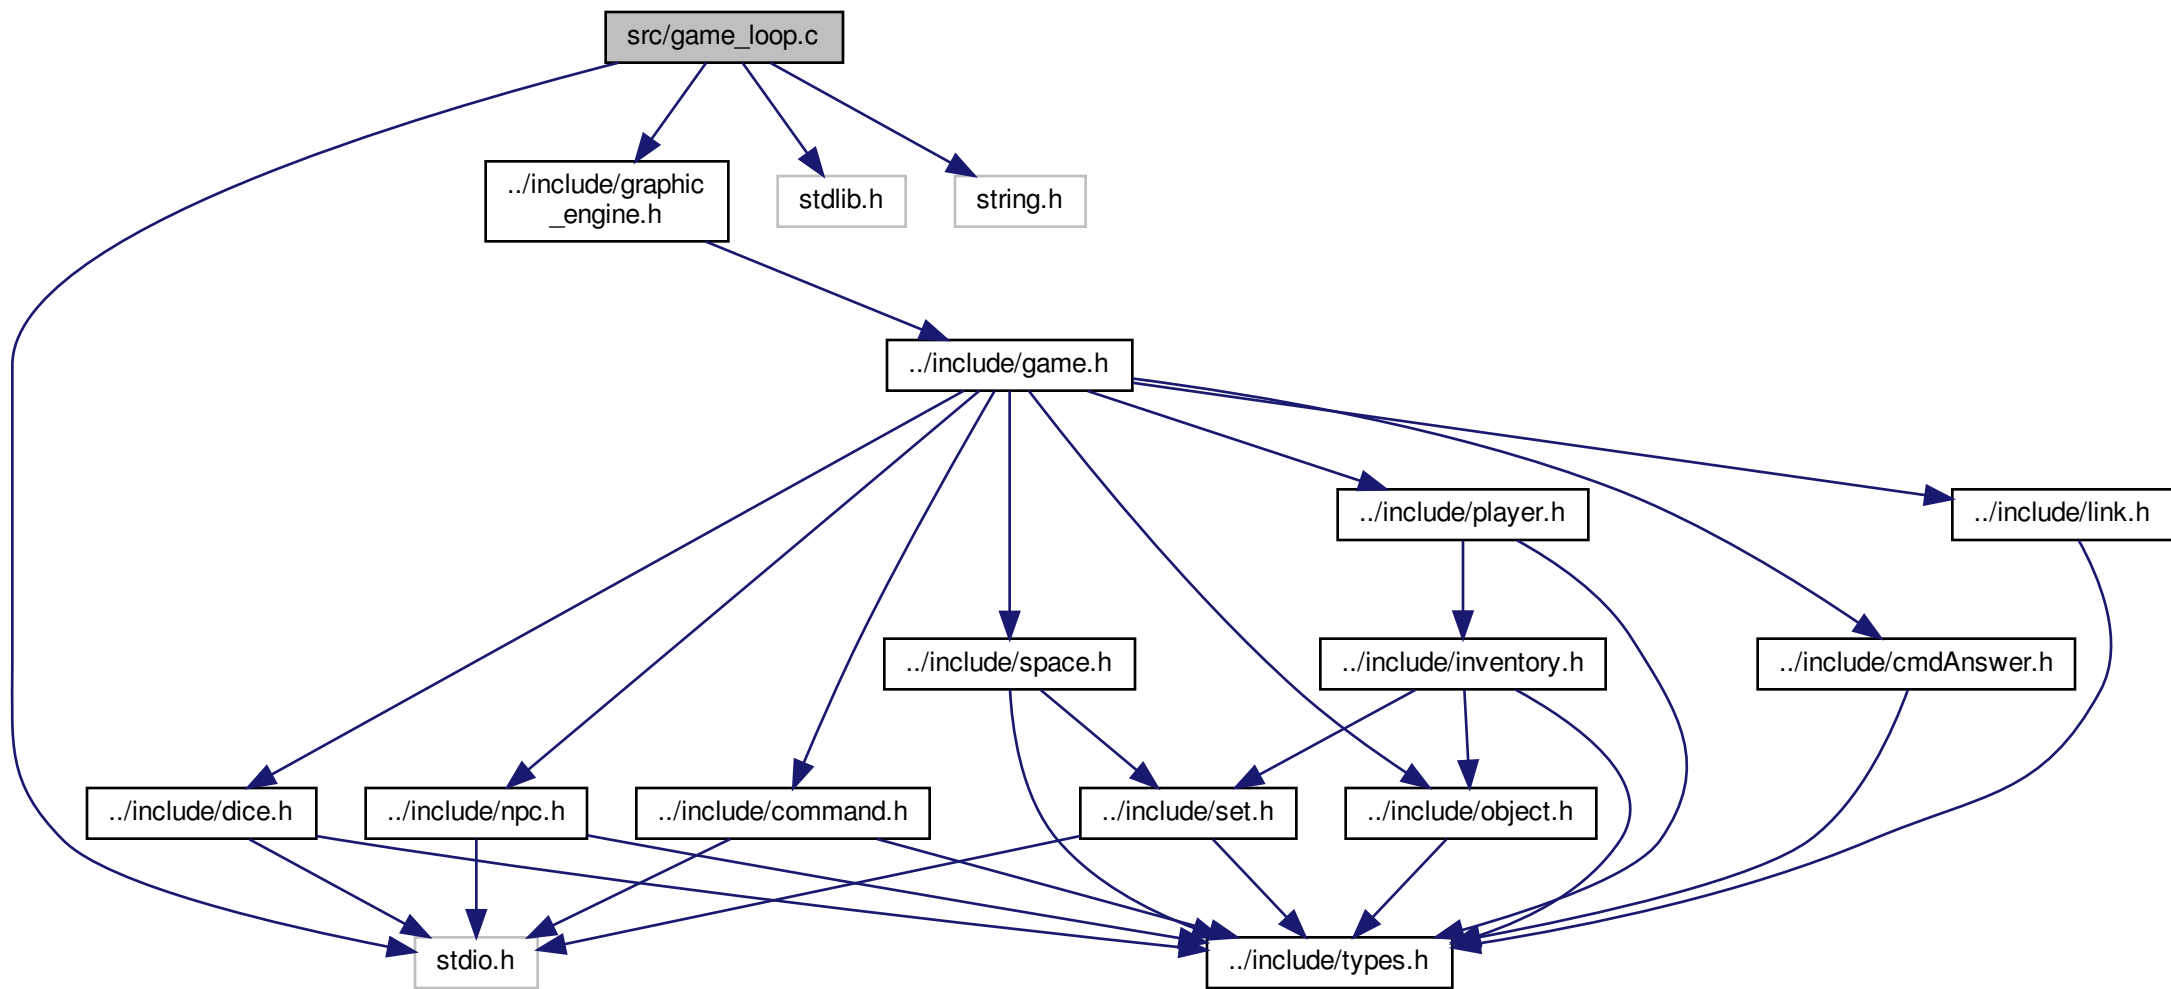 src/game_loop.c
../include/graphic
_engine.h
stdlib.h
string.h
../include/game.h
../include/player.h
../include/link.h
../include/space.h
../include/inventory.h
../include/cmdAnswer.h
../include/dice.h
../include/npc.h
../include/command.h
../include/set.h
../include/object.h
stdio.h
../include/types.h